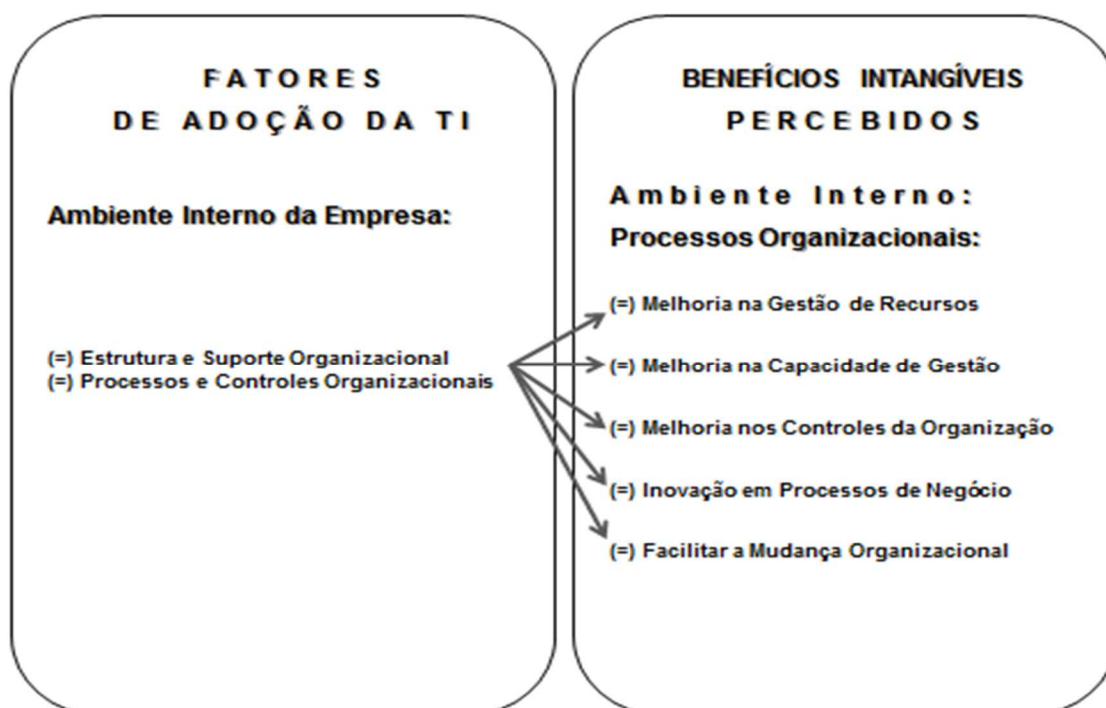 FATORES
DE ADOÇÃO DA TI
Ambiente Interno da Empresa:
(=) Estrutura e Suporte Organizacional
(=) Processos e Controles Organizacionais
BENEFÍCIOS INTANGÍVEIS
PERCEBIDOS
Ambiente Interno:
Processos Organizacionais:
(=) Melhoria na Gestão de Recursos
(=) Melhoria na Capacidade de Gestão
(=) Melhoria nos Controles da Organização
(=) Inovação em Processos de Negócio
(=) Facilitar a Mudança Organizacional